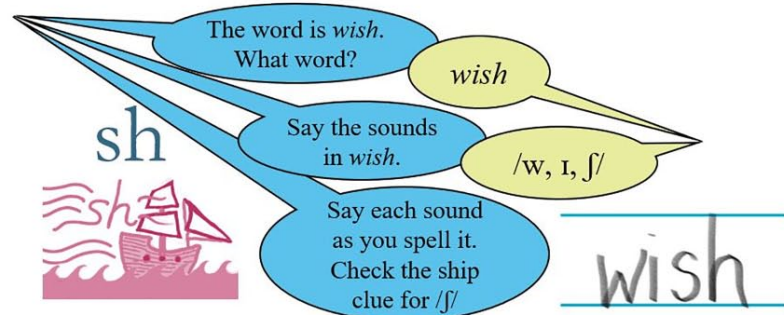 The word is wish.
What word?
wish
Say the sounds
in wish.
/w, ɪ, ʃ/
sh
sh
Say each sound
as you spell it.
Check the ship
clue for /ʃ/
wish